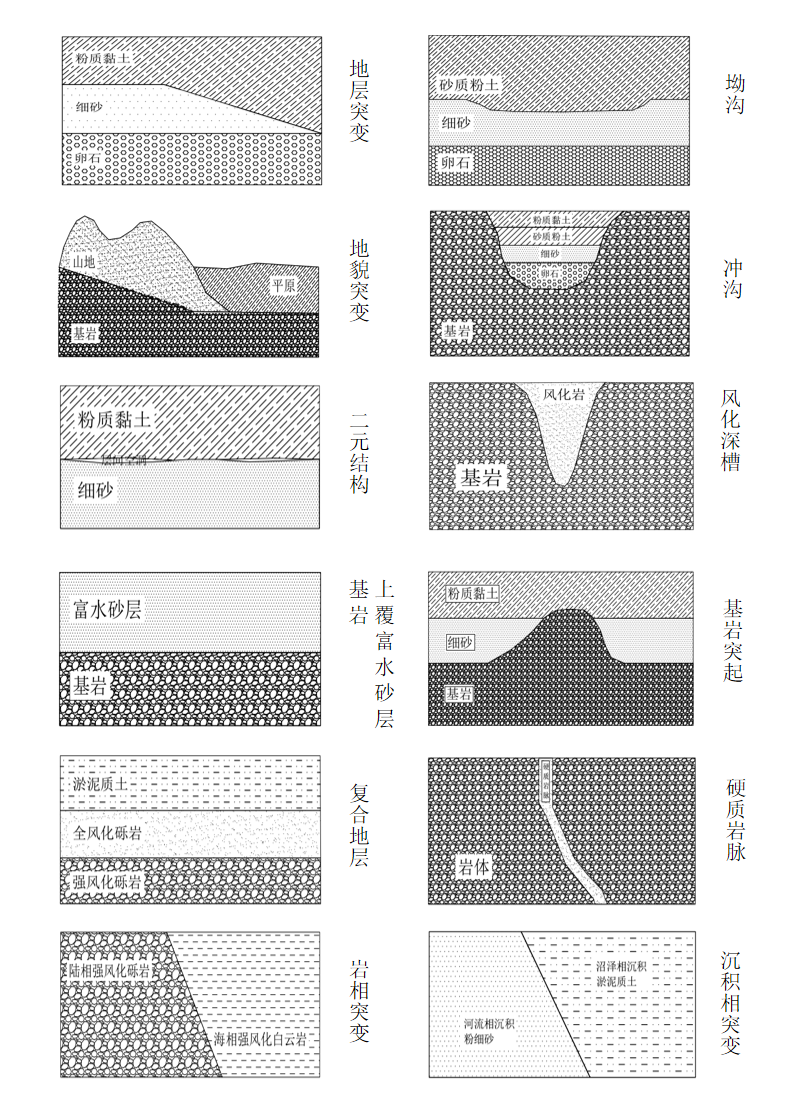 粉质黏土
细砂
卵石
地层突变
砂质粉土
细砂
卵石
坳沟
山地
平原
基岩
地貌突变
粉质黏土
砂质粉土
细砂
卵石
基岩
冲沟
粉质黏土
层间空洞
细砂
二元结构
风化岩
基岩
风化深槽
富水砂层
基岩
上覆富水砂层
基岩
粉质黏土
细砂
基岩
基岩突起
淤泥质土
全风化砾岩
强风化砾岩
复合地层
硬质岩脉
岩体
硬质岩脉
陆相强风化砾岩
海相强风化白云岩
岩相突变
沼泽相沉积
淤泥质土
河流相沉积
粉细砂
沉积相突变